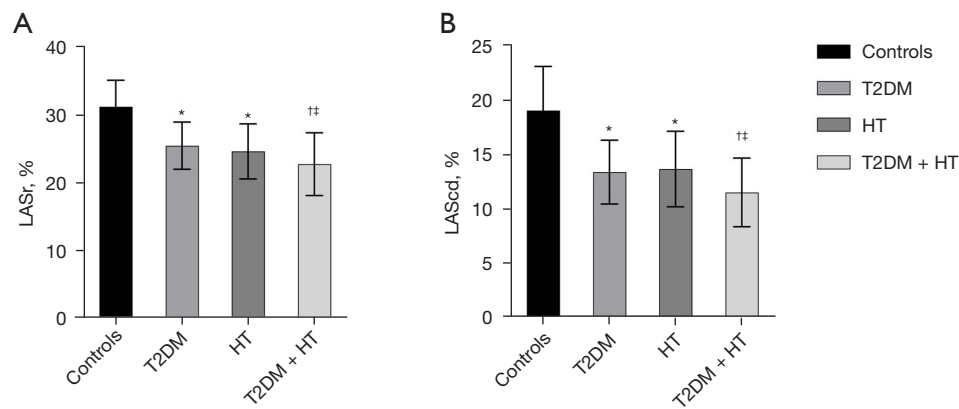 A
LASr, %
40
30
20
10
0
*
*
†‡
Controls
T2DM
HT
T2DM + HT
B
LAScd, %
25
20
15
10
5
0
*
*
†‡
Controls
T2DM
HT
T2DM + HT
Controls
T2DM
HT
T2DM + HT